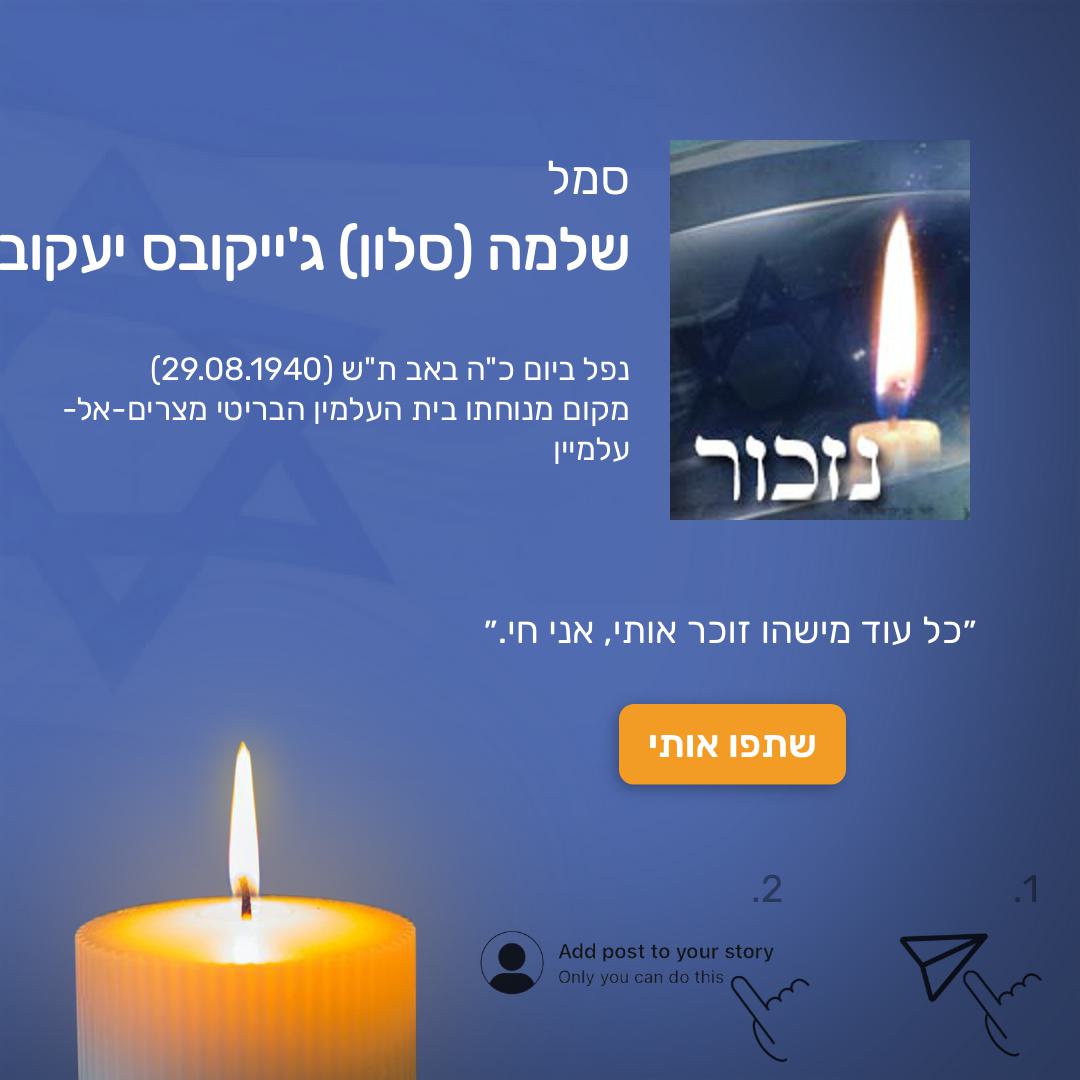 סמל
שלמה (סלון) ג'ייקובס יעקוב
נפל ביום כ"ה באב ת"ש (29.08.1940)
מקום מנוחתו בית העלמין הבריטי מצרים-אל-
עלמיין
נזכור
״כל עוד מישהו זוכר אותי, אני חי.״
שתפו אותי
1.
2.
Add post to your story
Only you can do this